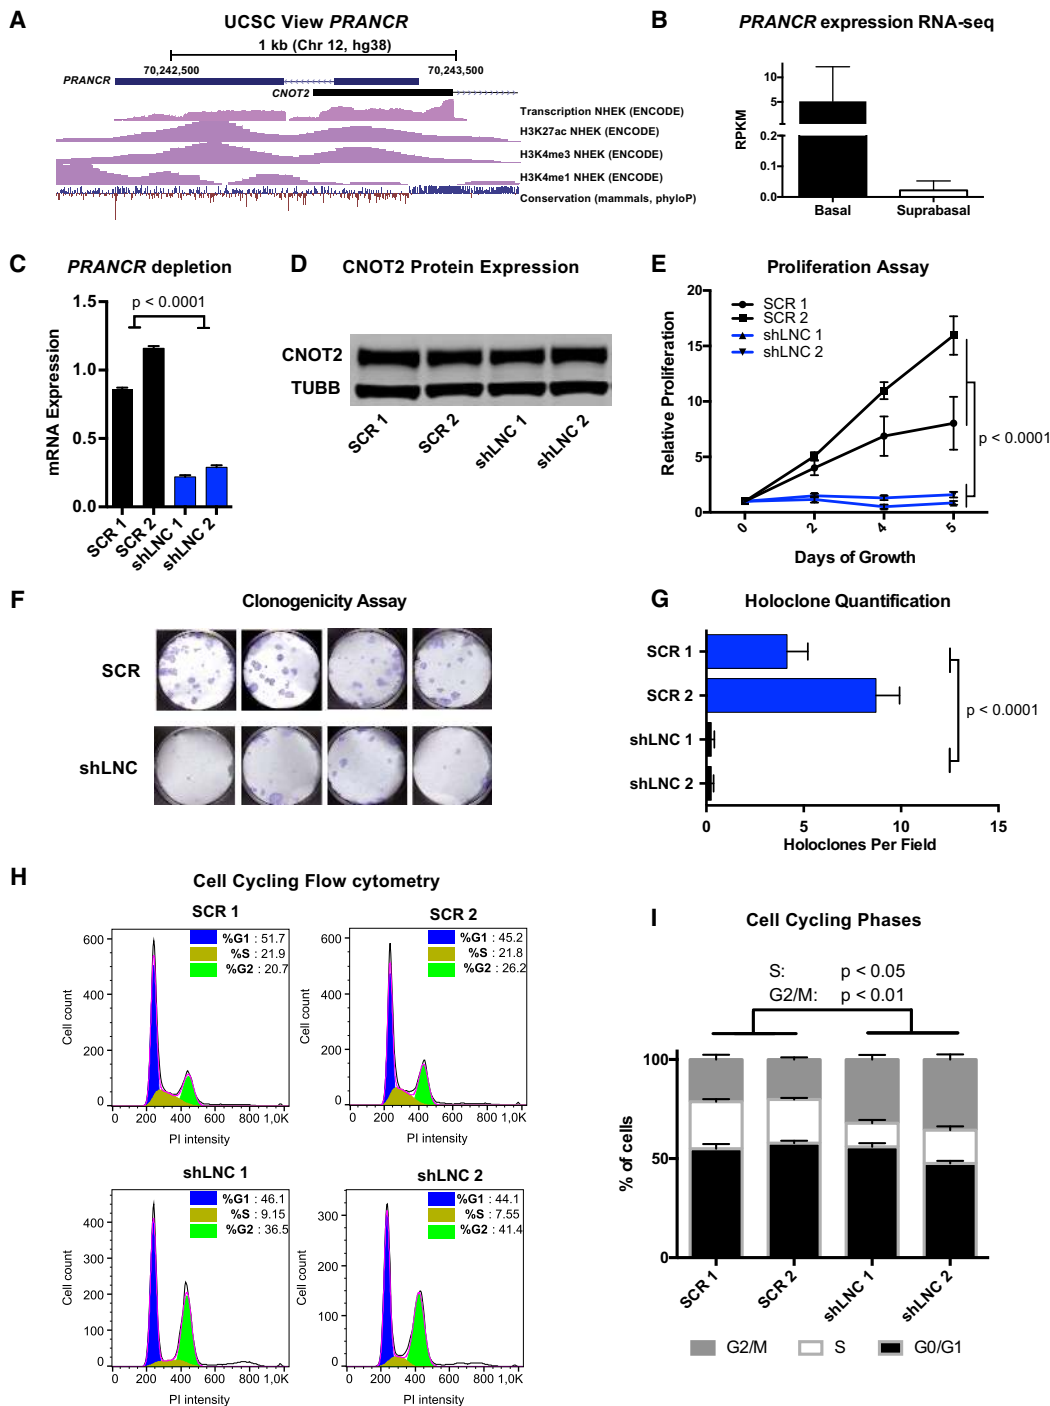 A
UCSC View PRANCR
1 kb (Chr 12, hg38)
70,242,500
70,243,500
PRANCR
CNOT2
Transcription NHEK (ENCODE)
H3K27ac NHEK (ENCODE)
H3K4me3 NHEK (ENCODE)
H3K4me1 NHEK (ENCODE)
Conservation (mammals, phyloP)
B
PRANCR expression RNA-seq
RPKM
10
5
0.2
0.1
0.0
Basal
Suprabasal
C
PRANCR depletion
p < 0.0001
mRNA Expression
1.5
1.0
0.5
0.0
SCR 1
SCR 2
shLNC 1
shLNC 2
D
CNOT2 Protein Expression
CNOT2
TUBB
SCR 1
SCR 2
shLNC 1
shLNC 2
E
Proliferation Assay
SCR 1
SCR 2
shLNC 1
shLNC 2
Relative Proliferation
20
15
10
5
0
0
2
4
5
p < 0.0001
Days of Growth
F
Clonogenicity Assay
SCR
shLNC
G
Holoclone Quantification
SCR 1
SCR 2
shLNC 1
shLNC 2
p < 0.0001
0
5
10
15
Holoclones Per Field
H
Cell Cycling Flow cytometry
SCR 1
%G1 : 51.7
%S : 21.9
%G2 : 20.7
Cell count
600
400
200
0
0 200 400 600 800 1,0K
PI intensity
SCR 2
%G1 : 45.2
%S : 21.8
%G2 : 26.2
Cell count
600
400
200
0
0 200 400 600 800 1,0K
PI intensity
shLNC 1
%G1 : 46.1
%S : 9.15
%G2 : 36.5
Cell count
400
300
200
100
0
0 200 400 600 800 1,0K
PI intensity
shLNC 2
%G1 : 44.1
%S : 7.55
%G2 : 41.4
Cell count
300
200
100
0
0 200 400 600 800 1,0K
PI intensity
I
Cell Cycling Phases
S: p < 0.05
G2/M: p < 0.01
% of cells
100
50
0
SCR 1
SCR 2
shLNC 1
shLNC 2
G2/M
S
G0/G1